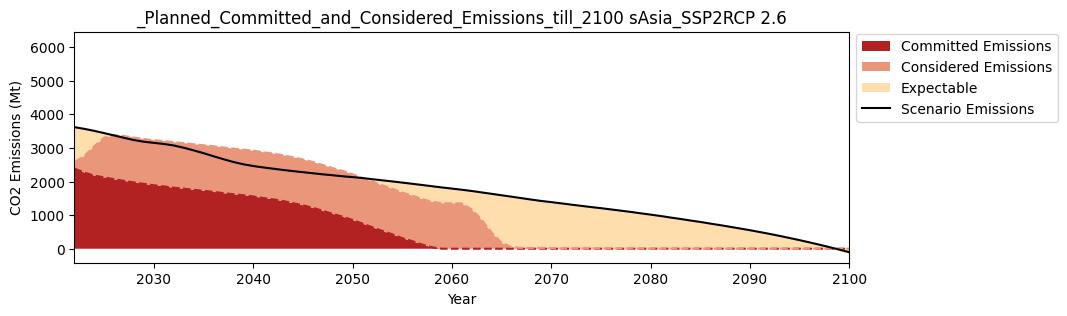 _Planned_Committed_and_Considered_Emissions_till_2100 sAsia_SSP2RCP 2.6
6000
5000
4000
3000
2000
1000
0
CO2 Emissions (Mt)
2030 2040 2050 2060 2070 2080 2090 2100
Year
Committed Emissions
Considered Emissions
Expectable
Scenario Emissions